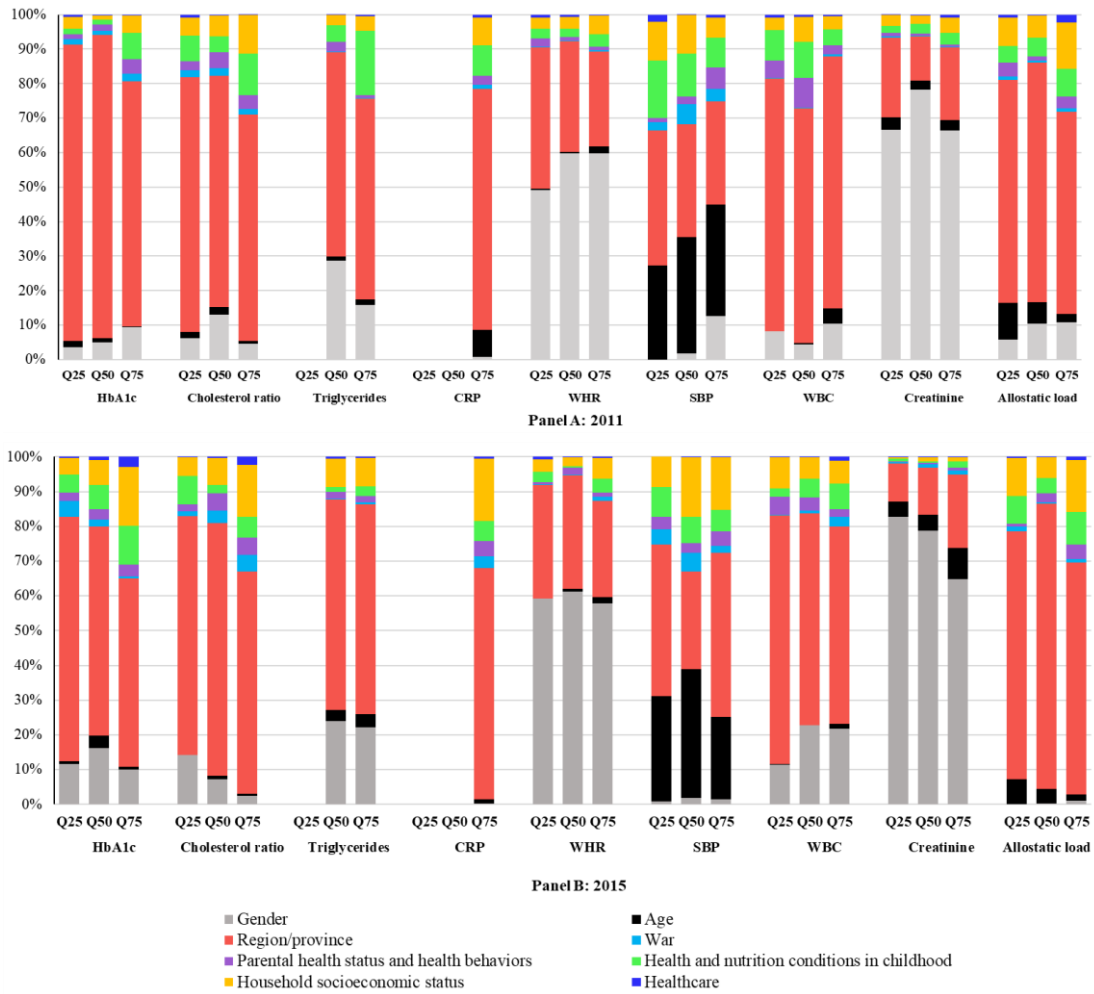 100%
90%
80%
70%
60%
50%
40%
30%
20%
10%
0%
Q25 Q50 Q75 Q25 Q50 Q75 Q25 Q50 Q75 Q25 Q50 Q75 Q25 Q50 Q75 Q25 Q50 Q75 Q25 Q50 Q75 Q25 Q50 Q75 Q25 Q50 Q75
HbA1c Cholesterol ratio Triglycerides CRP WHR SBP WBC Creatinine Allostatic load
Panel A: 2011
100%
90%
80%
70%
60%
50%
40%
30%
20%
10%
0%
Q25 Q50 Q75 Q25 Q50 Q75 Q25 Q50 Q75 Q25 Q50 Q75 Q25 Q50 Q75 Q25 Q50 Q75 Q25 Q50 Q75 Q25 Q50 Q75 Q25 Q50 Q75
HbA1c Cholesterol ratio Triglycerides CRP WHR SBP WBC Creatinine Allostatic load
Panel B: 2015
Gender Age
Region/province War
Parental health status and health behaviors Health and nutrition conditions in childhood
Household socioeconomic status Healthcare